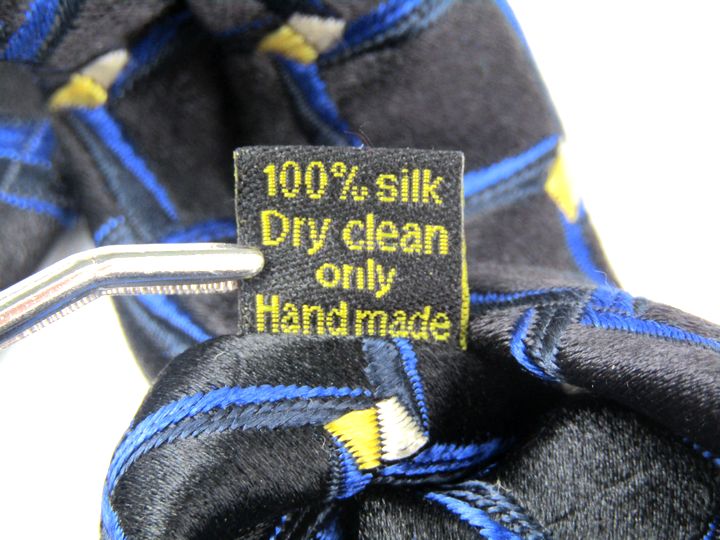 100% silk
Dry clean
only
Hand made